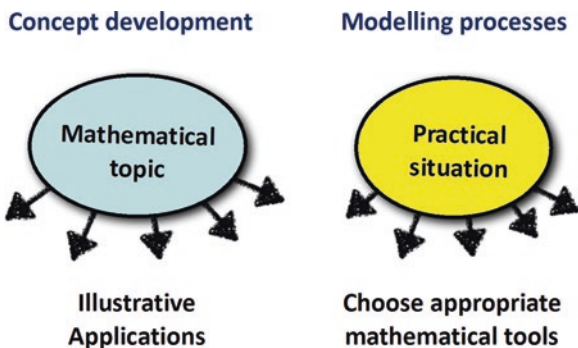 Concept development
Mathematical
topic
Illustrative
Applications
Modelling processes
Practical
situation
Choose appropriate
mathematical tools